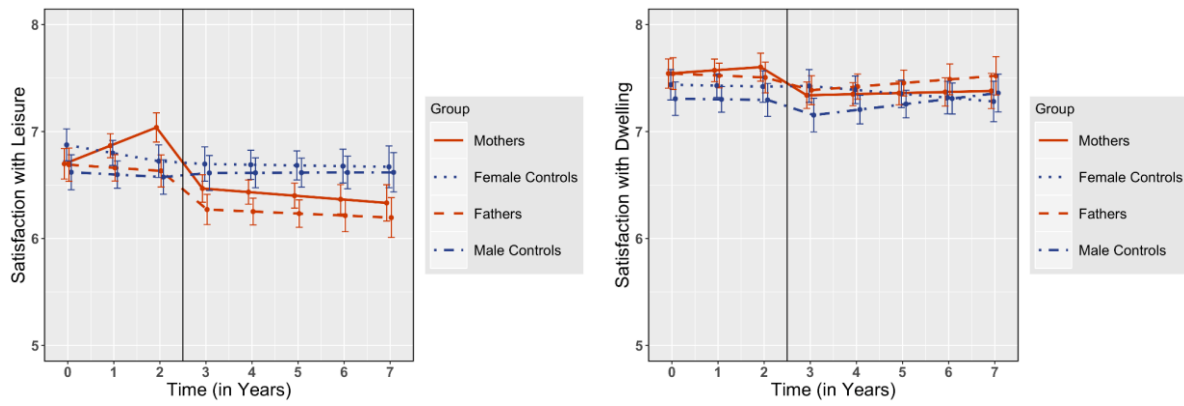 Satisfaction with Leisure
8
7
6
5
0 1 2 3 4 5 6 7
Time (in Years)
Group
Mothers
Female Controls
Fathers
Male Controls
Satisfaction with Dwelling
8
7
6
5
0 1 2 3 4 5 6 7
Time (in Years)
Group
Mothers
Female Controls
Fathers
Male Controls